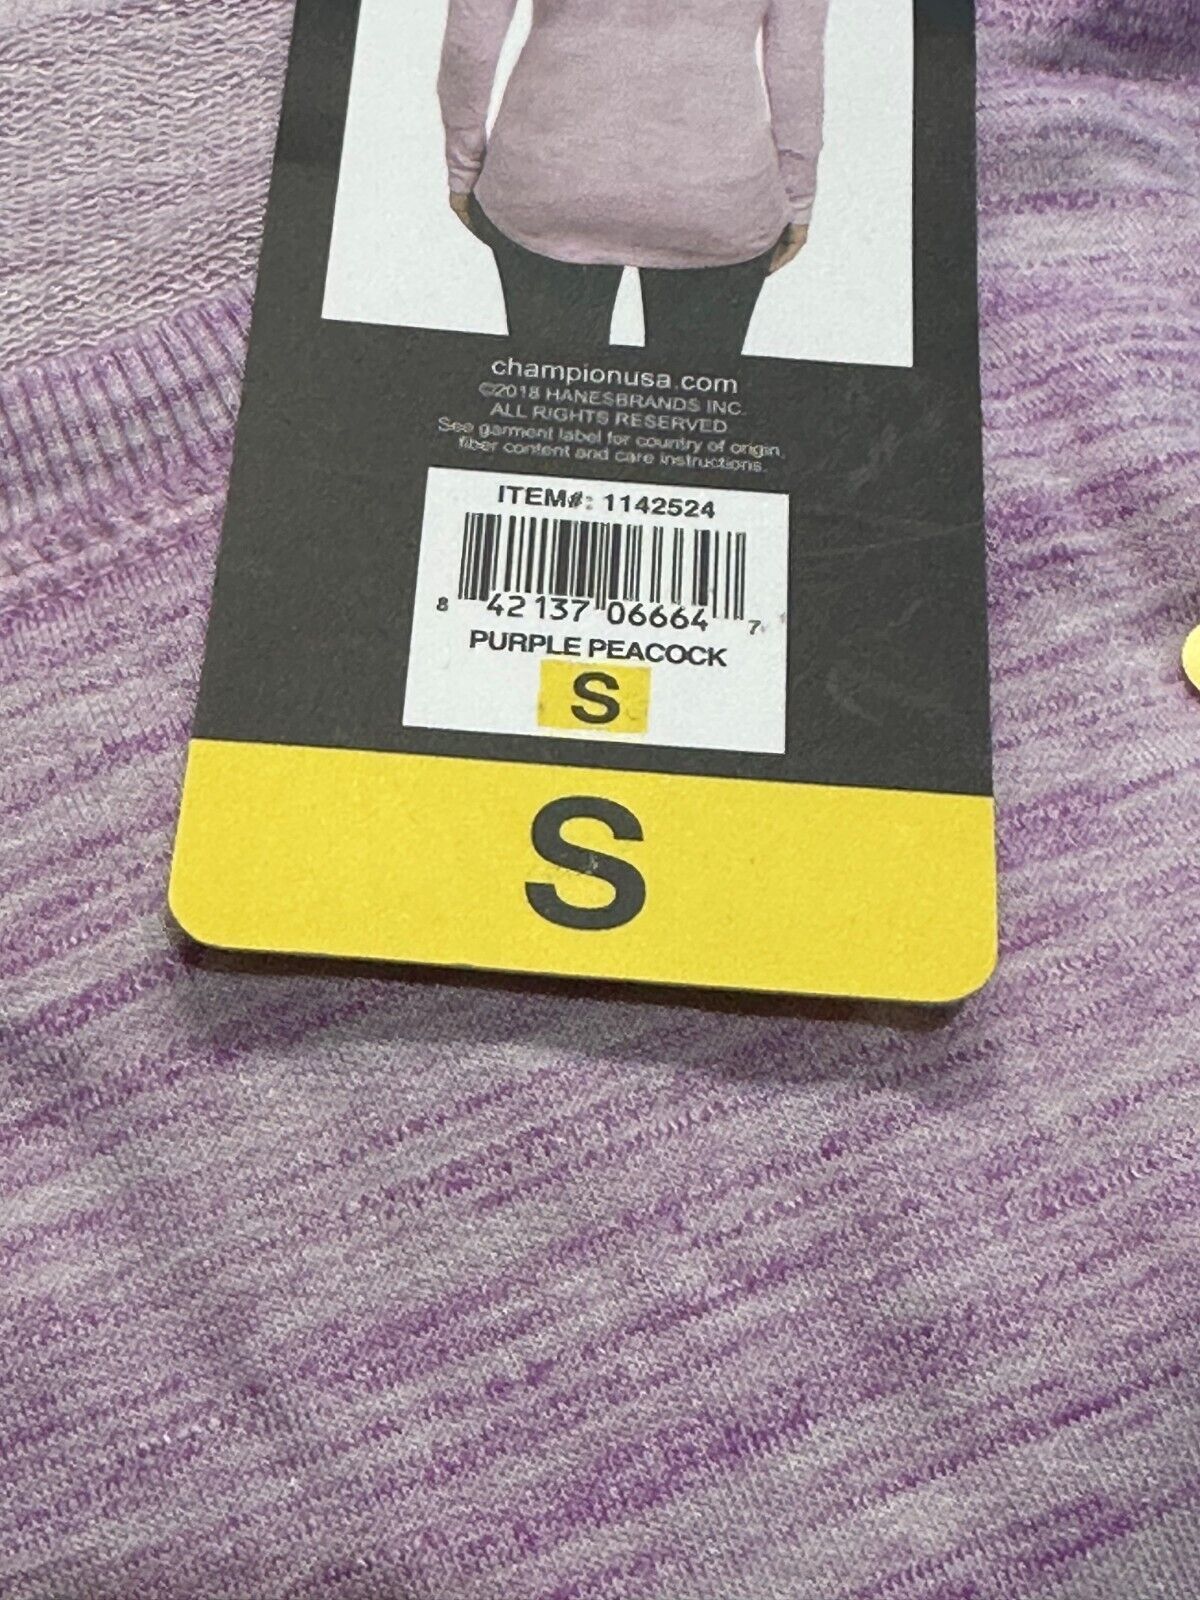 championusa.com
©2018 HANESBRANDS INC.
ALL RIGHTS RESERVED
See garment label for country of origin,
fiber content and care instructions.
ITEM#: 1142524
8 42137 06664 7
PURPLE PEACOCK
S
S